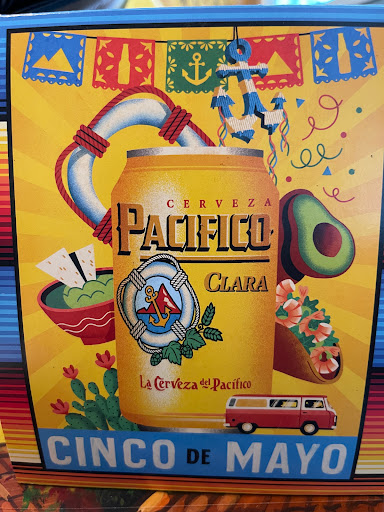 CERVEZA
PACIFICO
CLARA
La Cerveza del Pacífico
CINCO DE MAYO